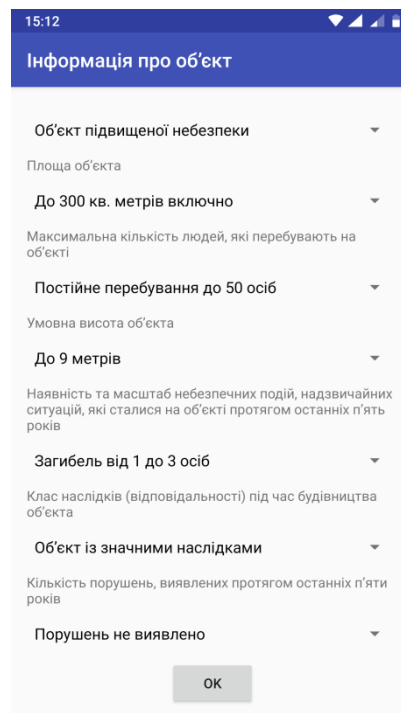 15:12
Інформація про об’єкт
Об’єкт підвищеної небезпеки
Площа об’єкта
До 300 кв. метрів включно
Максимальна кількість людей, які перебувають на
об’єкті
Постійне перебування до 50 осіб
Умовна висота об’єкта
До 9 метрів
Наявність та масштаб небезпечних подій, надзвичайних
ситуацій, які сталися на об’єкті протягом останніх п’ять
років
Загибель від 1 до 3 осіб
Клас наслідків (відповідальності) під час будівництва
об’єкта
Об’єкт із значними наслідками
Кількість порушень, виявлених протягом останніх п’яти
років
Порушень не виявлено
ОК